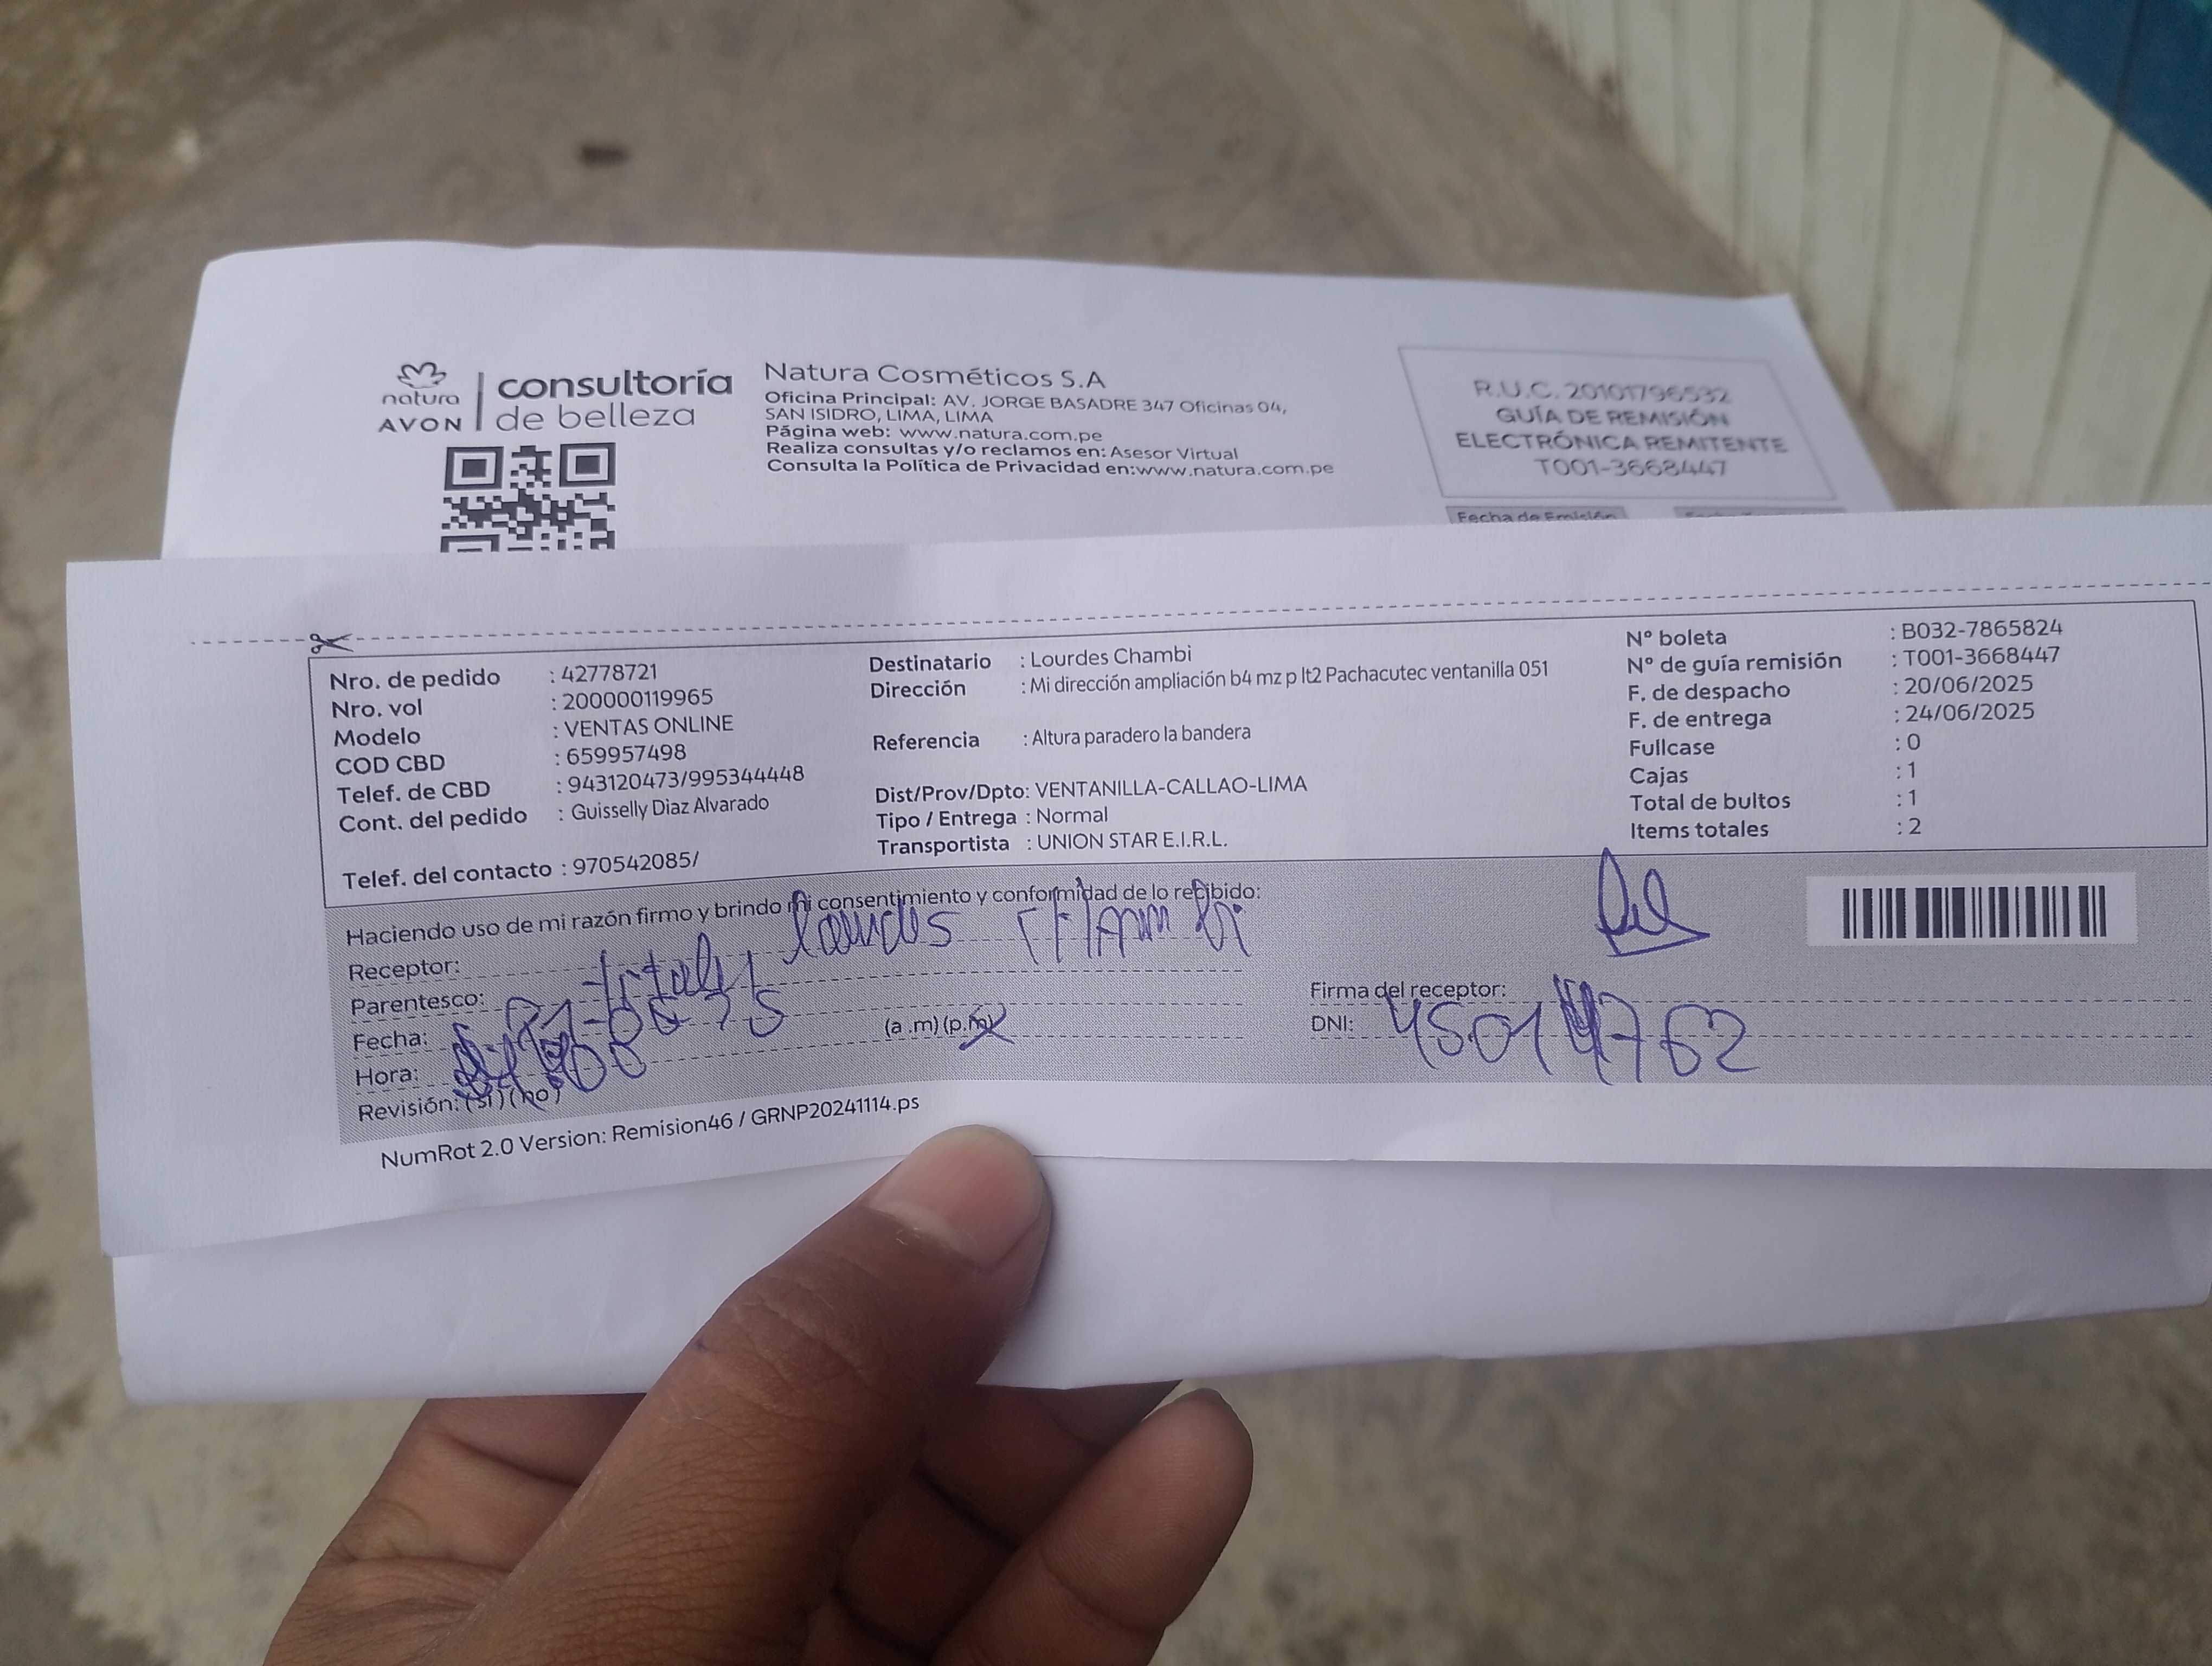 natura
AVON
consultoría
de belleza
Natura Cosméticos S.A
Oficina Principal: AV. JORGE BASADRE 347 Oficinas 04,
SAN ISIDRO, LIMA, LIMA
Página web: www.natura.com.pe
Realiza consultas y/o reclamos en: Asesor Virtual
Consulta la Política de Privacidad en:www.natura.com.pe
R.U.C. 20101796532
GUÍA DE REMISIÓN
ELECTRÓNICA REMITENTE
T001-3668447
Fecha de Emisión
Nro. de pedido : 42778721
Nro. vol : 200000119965
Modelo : VENTAS ONLINE
COD CBD : 659957498
Telef. de CBD : 943120473/995344448
Cont. del pedido : Guisselly Diaz Alvarado
Telef. del contacto : 970542085/
Destinatario : Lourdes Chambi
Dirección : Mi dirección ampliación b4 mz p lt2 Pachacutec ventanilla 051
Referencia : Altura paradero la bandera
Dist/Prov/Dpto: VENTANILLA-CALLAO-LIMA
Tipo / Entrega : Normal
Transportista : UNION STAR E.I.R.L.
N° boleta : B032-7865824
N° de guía remisión : T001-3668447
F. de despacho : 20/06/2025
F. de entrega : 24/06/2025
Fullcase : 0
Cajas : 1
Total de bultos : 1
Items totales : 2
Haciendo uso de mi razón firmo y brindo mi consentimiento y conformidad de lo recibido:
Receptor:
Parentesco:
Fecha:
Hora: (a .m) (p.m)
Revisión: (si) (no)
Firma del receptor:
DNI:
NumRot 2.0 Version: Remision46 / GRNP20241114.ps